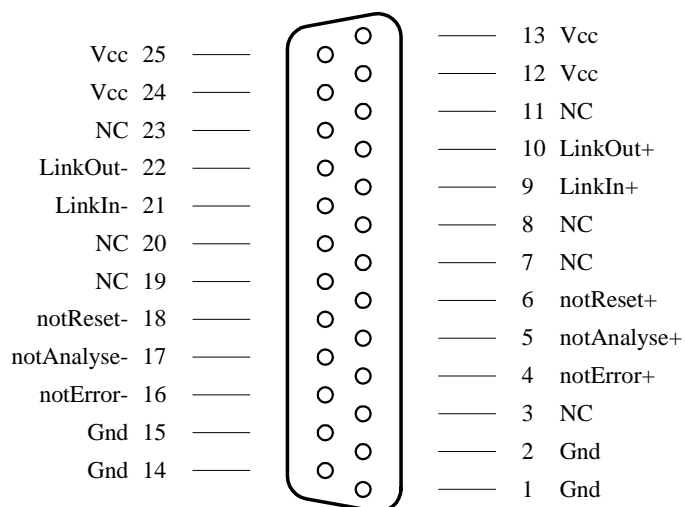 Vcc 25
Vcc 24
NC 23
LinkOut- 22
LinkIn- 21
NC 20
NC 19
notReset- 18
notAnalyse- 17
notError- 16
Gnd 15
Gnd 14
13 Vcc
12 Vcc
11 NC
10 LinkOut+
9 LinkIn+
8 NC
7 NC
6 notReset+
5 notAnalyse+
4 notError+
3 NC
2 Gnd
1 Gnd